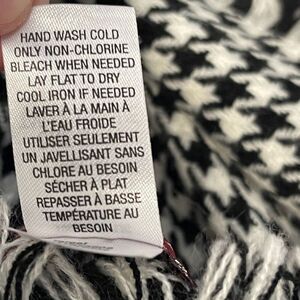 HAND WASH COLD
ONLY NON-CHLORINE
BLEACH WHEN NEEDED
LAY FLAT TO DRY
COOL IRON IF NEEDED
LAVER À LA MAIN À
L'EAU FROIDE
UTILISER SEULEMENT
UN JAVELLISANT SANS
CHLORE AU BESOIN
SÉCHER À PLAT
REPASSER À BASSE
TEMPÉRATURE AU
BESOIN